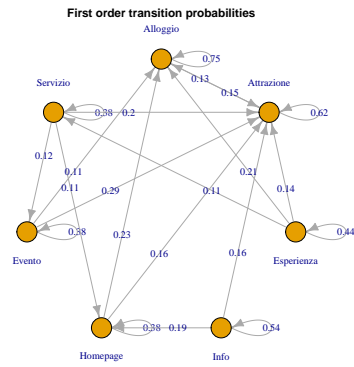 First order transition probabilities
Alloggio
0.75
Servizio
0.13
Attrazione
0.15
0.38
0.2
0.62
0.12
0.11
0.21
0.11
0.29
0.11
0.14
0.38
0.23
0.44
Evento
0.16
0.16
Esperienza
0.38
0.19
0.54
Homepage
Info